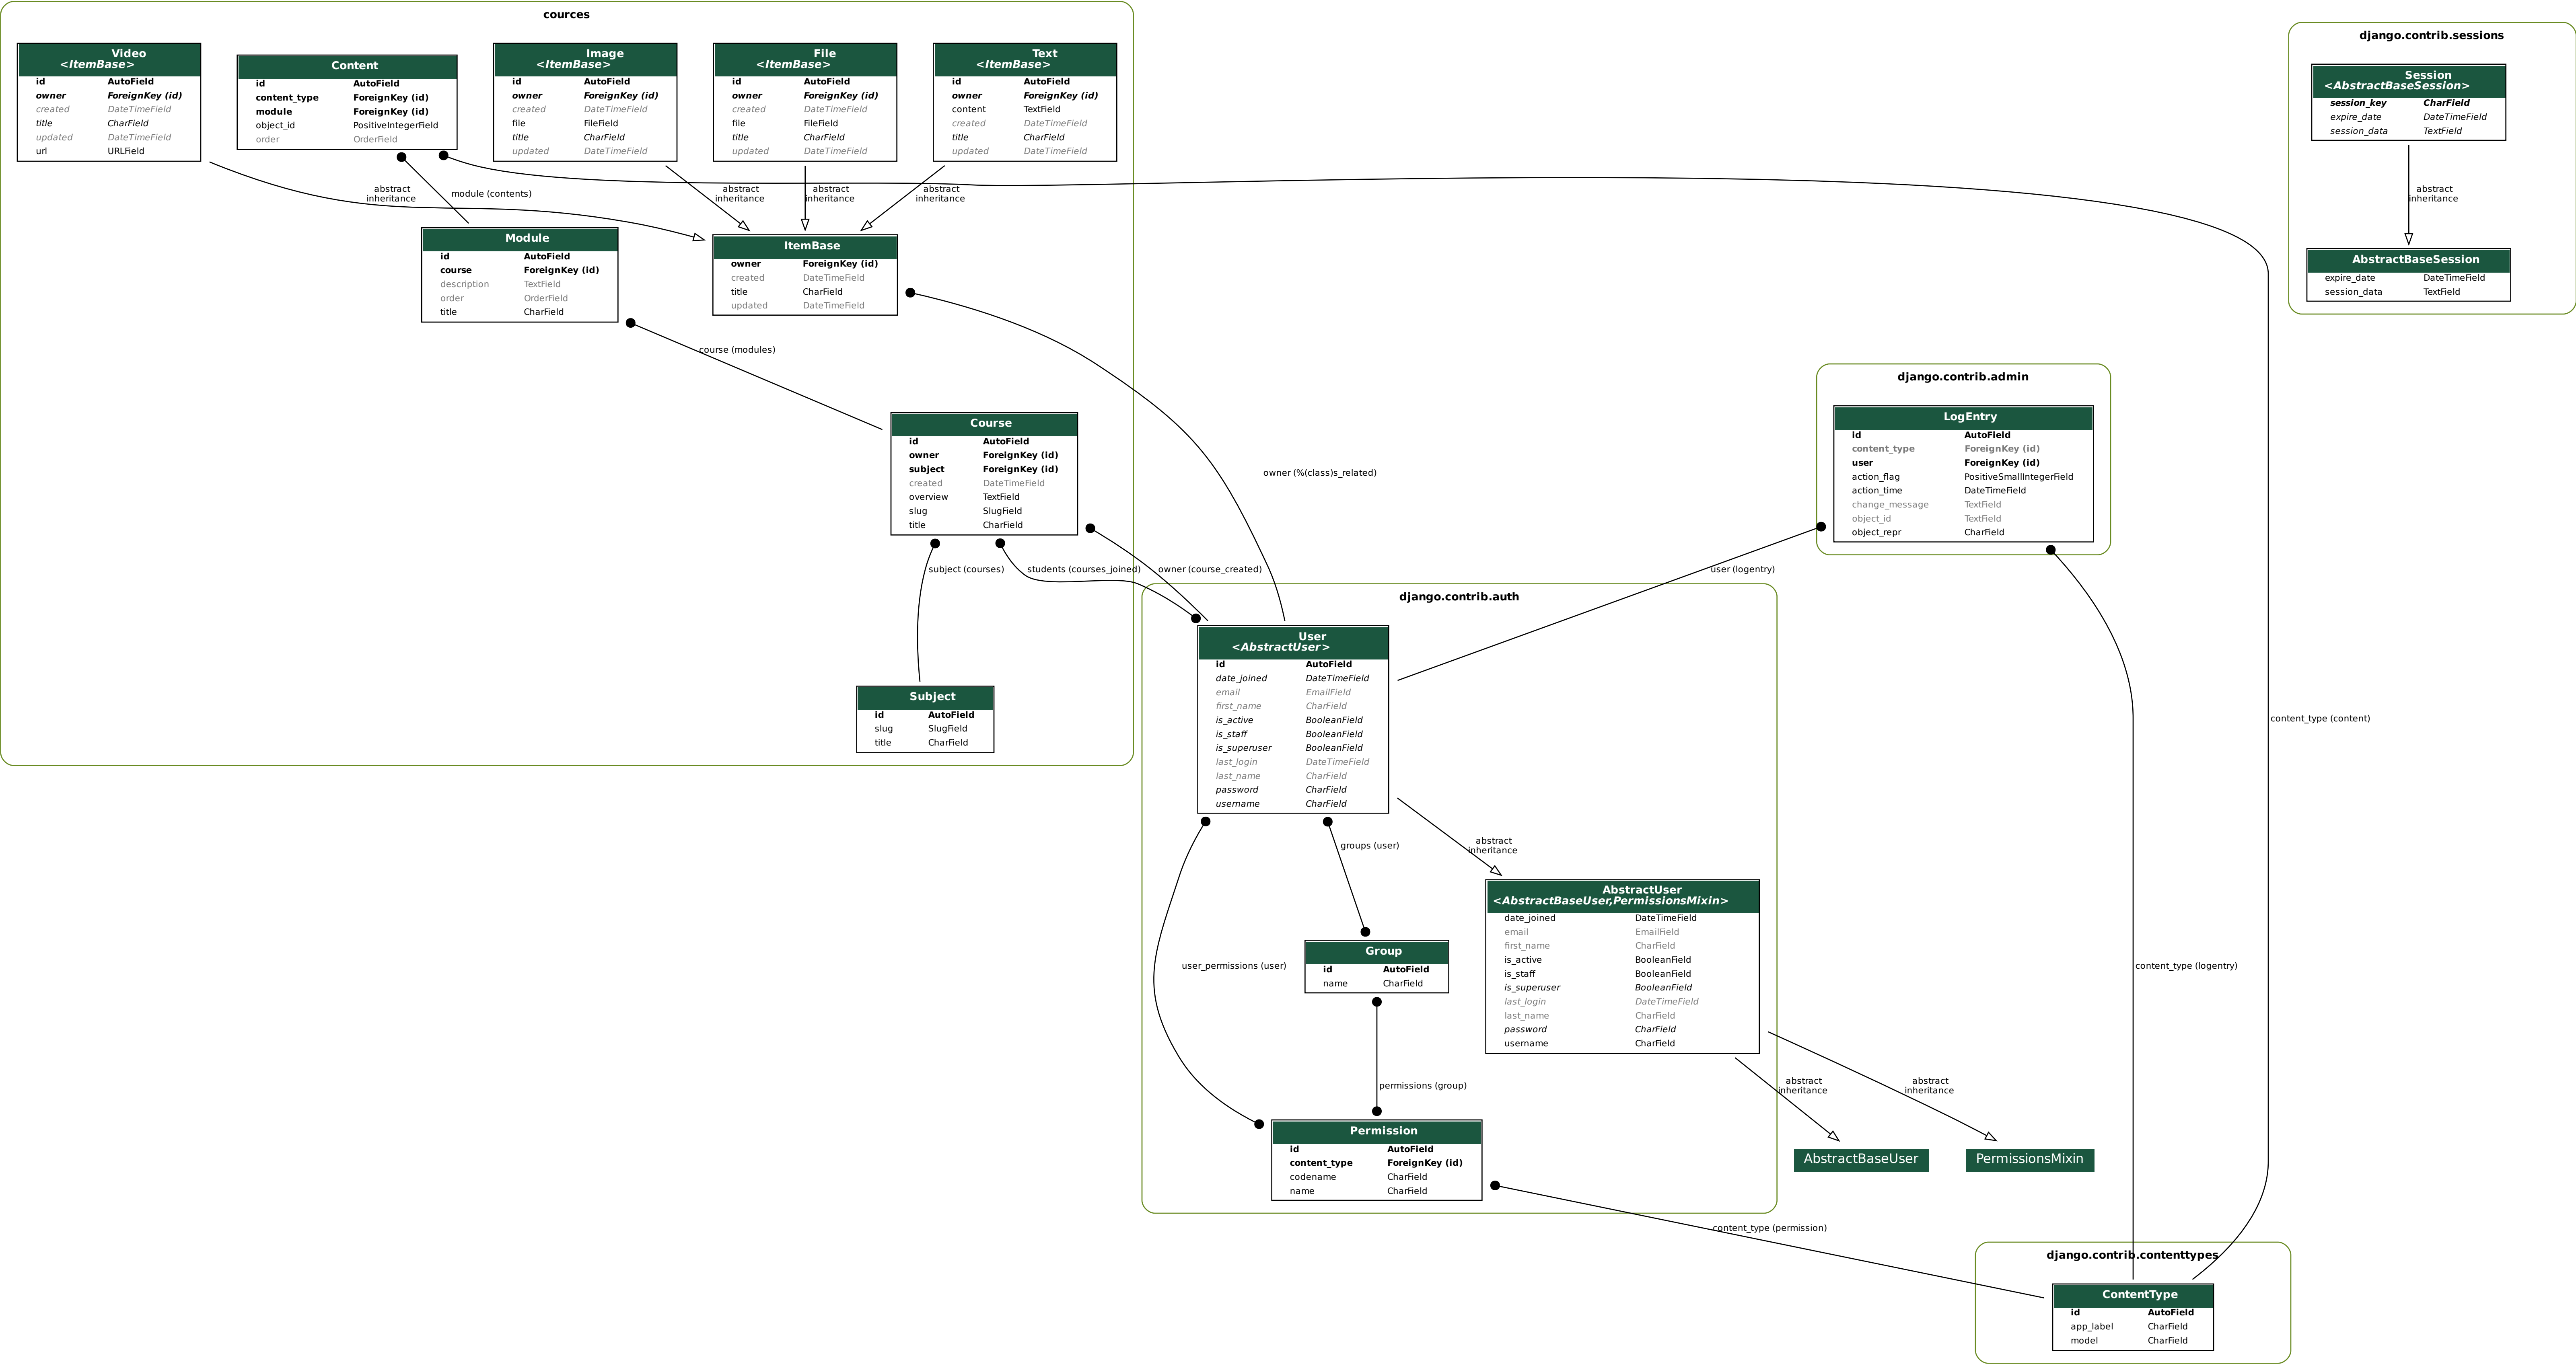 cources
Video
<ItemBase>
id AutoField
owner ForeignKey (id)
created DateTimeField
title CharField
updated DateTimeField
url URLField
Content
id AutoField
content_type ForeignKey (id)
module ForeignKey (id)
object_id PositiveIntegerField
order OrderField
Image
<ItemBase>
id AutoField
owner ForeignKey (id)
created DateTimeField
file FileField
title CharField
updated DateTimeField
File
<ItemBase>
id AutoField
owner ForeignKey (id)
created DateTimeField
file FileField
title CharField
updated DateTimeField
Text
<ItemBase>
id AutoField
owner ForeignKey (id)
content TextField
created DateTimeField
title CharField
updated DateTimeField
abstract
inheritance
module (contents)
abstract
inheritance
abstract
inheritance
abstract
inheritance
Module
id AutoField
course ForeignKey (id)
description TextField
order OrderField
title CharField
ItemBase
owner ForeignKey (id)
created DateTimeField
title CharField
updated DateTimeField
course (modules)
Course
id AutoField
owner ForeignKey (id)
subject ForeignKey (id)
created DateTimeField
overview TextField
slug SlugField
title CharField
owner (%(class)s_related)
subject (courses)
students (courses_joined)
owner (course_created)
Subject
id AutoField
slug SlugField
title CharField
django.contrib.sessions
Session
<AbstractBaseSession>
session_key CharField
expire_date DateTimeField
session_data TextField
abstract
inheritance
AbstractBaseSession
expire_date DateTimeField
session_data TextField
django.contrib.admin
LogEntry
id AutoField
content_type ForeignKey (id)
user ForeignKey (id)
action_flag PositiveSmallIntegerField
action_time DateTimeField
change_message TextField
object_id TextField
object_repr CharField
user (logentry)
django.contrib.auth
User
<AbstractUser>
id AutoField
date_joined DateTimeField
email EmailField
first_name CharField
is_active BooleanField
is_staff BooleanField
is_superuser BooleanField
last_login DateTimeField
last_name CharField
password CharField
username CharField
content_type (content)
groups (user)
abstract
inheritance
AbstractUser
<AbstractBaseUser,PermissionsMixin>
date_joined DateTimeField
email EmailField
first_name CharField
is_active BooleanField
is_staff BooleanField
is_superuser BooleanField
last_login DateTimeField
last_name CharField
password CharField
username CharField
user_permissions (user)
Group
id AutoField
name CharField
content_type (logentry)
permissions (group)
abstract
inheritance
abstract
inheritance
Permission
id AutoField
content_type ForeignKey (id)
codename CharField
name CharField
AbstractBaseUser
PermissionsMixin
content_type (permission)
django.contrib.contenttypes
ContentType
id AutoField
app_label CharField
model CharField